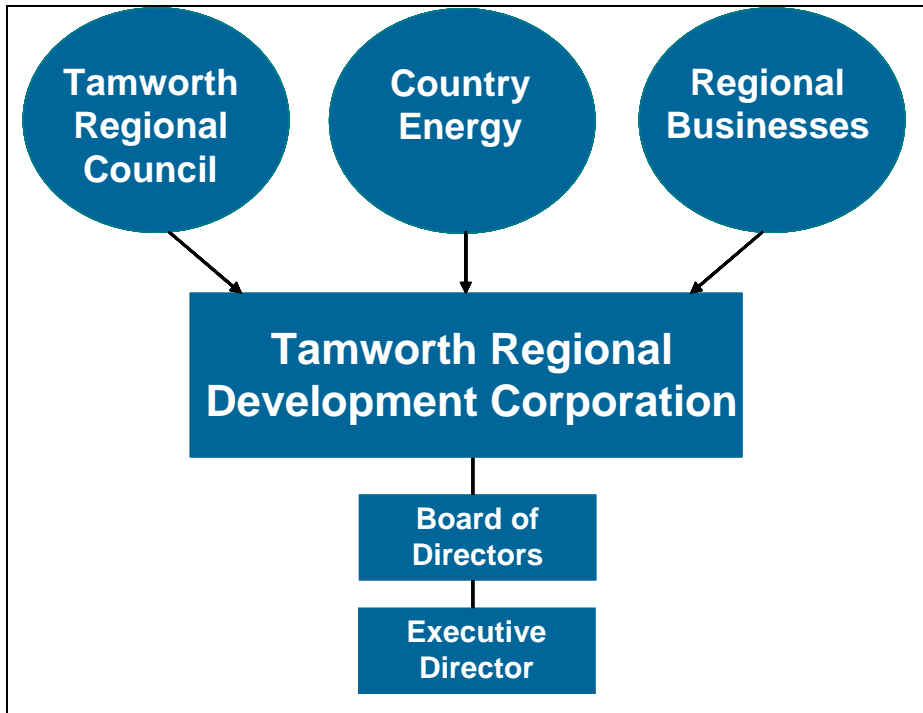 Tamworth
Regional
Council
Country
Energy
Regional
Businesses
Tamworth Regional
Development Corporation
Board of
Directors
Executive
Director